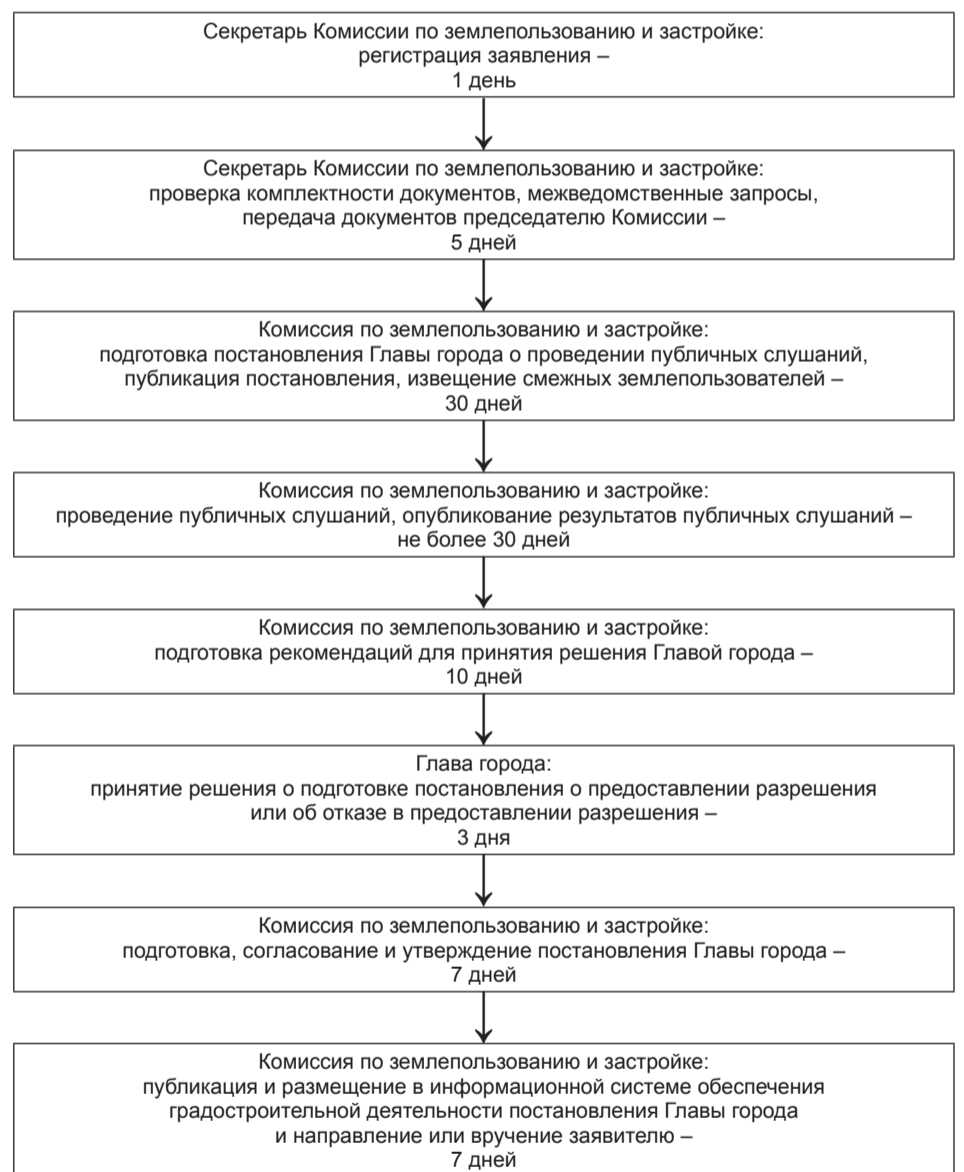 Секретарь Комиссии по землепользованию и застройке:
регистрация заявления –
1 день
Секретарь Комиссии по землепользованию и застройке:
проверка комплектности документов, межведомственные запросы,
передача документов председателю Комиссии –
5 дней
Комиссия по землепользованию и застройке:
подготовка постановления Главы города о проведении публичных слушаний,
публикация постановления, извещение смежных землепользователей –
30 дней
Комиссия по землепользованию и застройке:
проведение публичных слушаний, опубликование результатов публичных слушаний –
не более 30 дней
Комиссия по землепользованию и застройке:
подготовка рекомендаций для принятия решения Главой города –
10 дней
Глава города:
принятие решения о подготовке постановления о предоставлении разрешения
или об отказе в предоставлении разрешения –
3 дня
Комиссия по землепользованию и застройке:
подготовка, согласование и утверждение постановления Главы города –
7 дней
Комиссия по землепользованию и застройке:
публикация и размещение в информационной системе обеспечения
градостроительной деятельности постановления Главы города
и направление или вручение заявителю –
7 дней